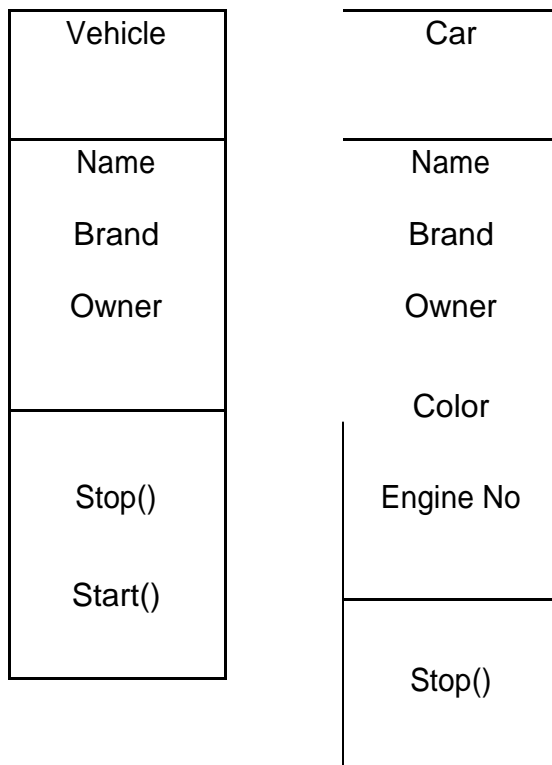 Vehicle
Name
Brand
Owner
Stop()
Start()
Car
Name
Brand
Owner
Color
Engine No
Stop()